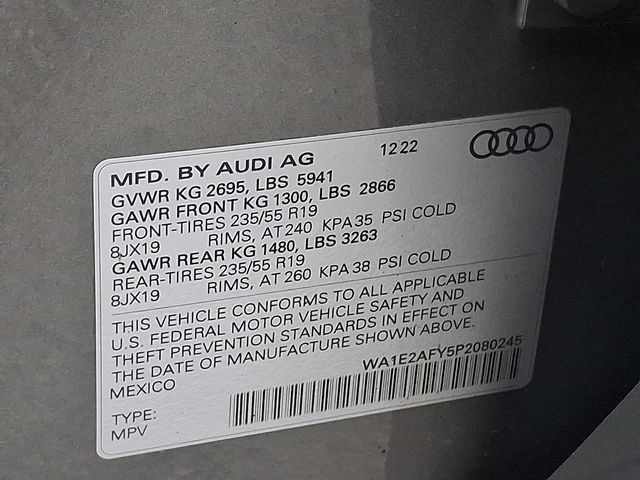 MFD. BY AUDI AG 12 22
GVWR KG 2695, LBS 5941
GAWR FRONT KG 1300, LBS 2866
FRONT-TIRES 235/55 R19
8JX19 RIMS, AT 240 KPA 35 PSI COLD
GAWR REAR KG 1480, LBS 3263
REAR-TIRES 235/55 R19
8JX19 RIMS, AT 260 KPA 38 PSI COLD
THIS VEHICLE CONFORMS TO ALL APPLICABLE
U.S. FEDERAL MOTOR VEHICLE SAFETY AND
THEFT PREVENTION STANDARDS IN EFFECT ON
THE DATE OF MANUFACTURE SHOWN ABOVE.
MEXICO WA1E2AFY5P2080245
TYPE:
MPV